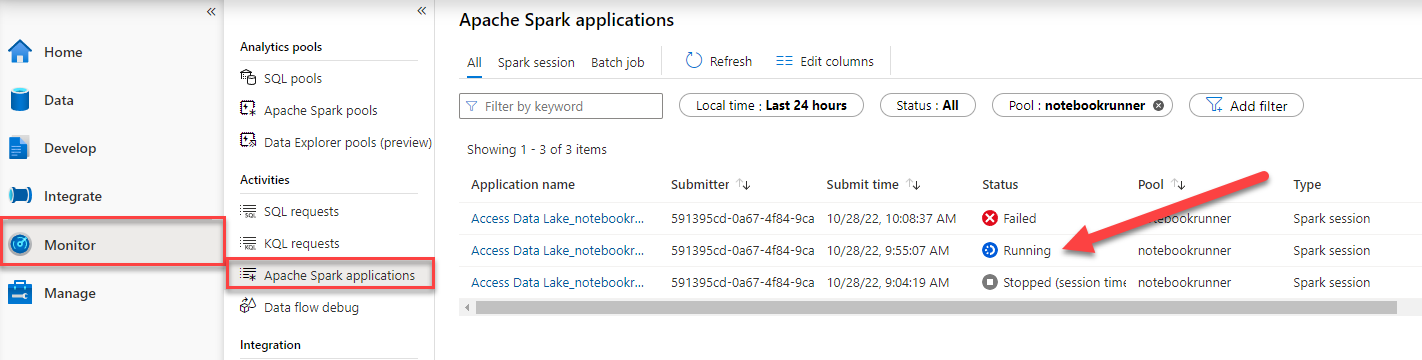 «
Home
Data
Develop
Integrate
Monitor
Manage
«
Analytics pools
SQL pools
Apache Spark pools
Data Explorer pools (preview)
Activities
SQL requests
KQL requests
Apache Spark applications
Data flow debug
Integration
Apache Spark applications
All Spark session Batch job Refresh Edit columns
Filter by keyword Local time : Last 24 hours Status : All Pool : notebookrunner Add filter
Showing 1 - 3 of 3 items
Application name Submitter ↑↓ Submit time ↑↓ Status Pool ↑↓ Type
Access Data Lake_notebookr... 591395cd-0a67-4f84-9ca 10/28/22, 10:08:37 AM Failed notebookrunner Spark session
Access Data Lake_notebookr... 591395cd-0a67-4f84-9ca 10/28/22, 9:55:07 AM Running notebookrunner Spark session
Access Data Lake_notebookr... 591395cd-0a67-4f84-9ca 10/28/22, 9:04:19 AM Stopped (session time notebookrunner Spark session